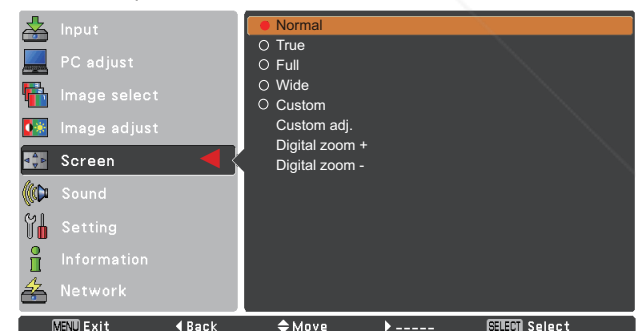 Input
PC adjust
Image select
Image adjust
Screen
Sound
Setting
Information
Network
Normal
True
Full
Wide
Custom
Custom adj.
Digital zoom +
Digital zoom -
MENU Exit Back Move ----- SELECT Select